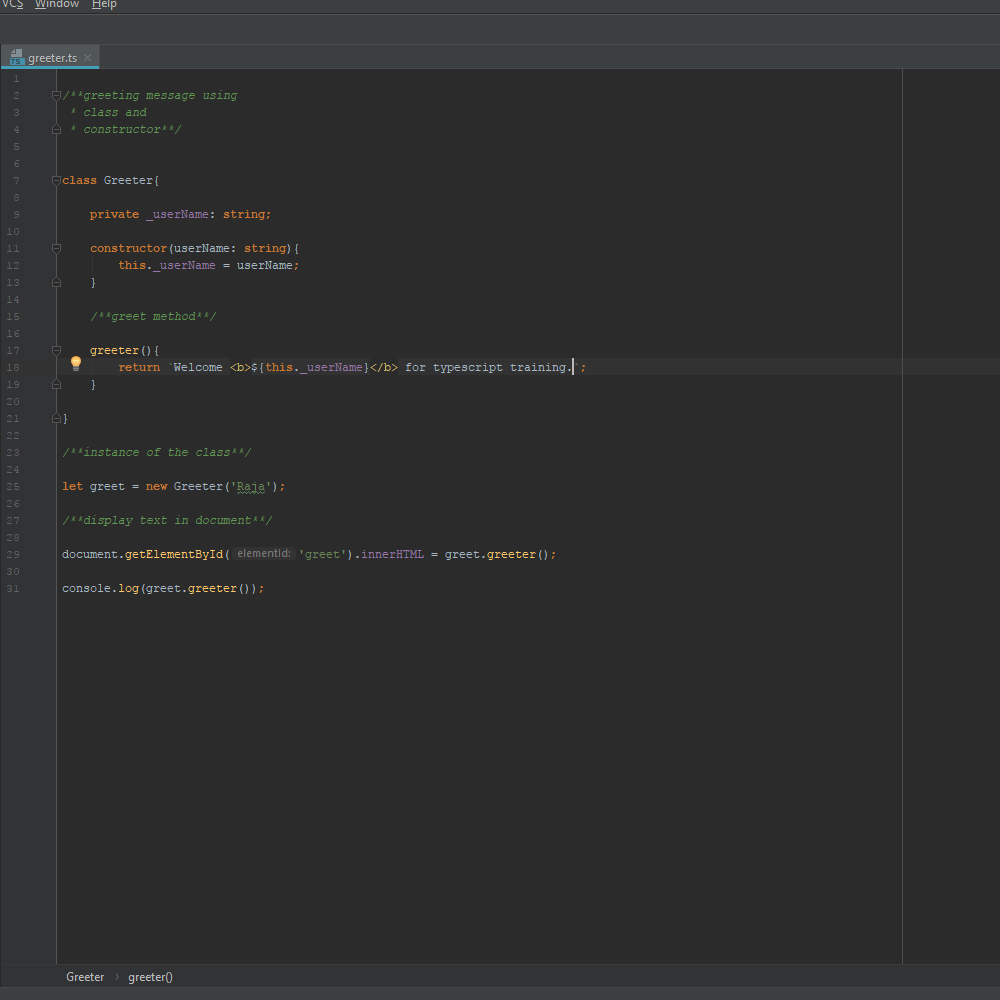 VCS Window Help
greeter.ts
1
2 /**greeting message using
3 * class and
4 * constructor**/
5
6
7 class Greeter{
8
9 private _userName: string;
10
11 constructor(userName: string){
12 this._userName = userName;
13 }
14
15 /**greet method**/
16
17 greeter(){
18 return `Welcome <b>${this._userName}</b> for typescript training.`;
19 }
20
21 }
22
23 /**instance of the class**/
24
25 let greet = new Greeter('Raja');
26
27 /**display text in document**/
28
29 document.getElementById( elementId: 'greet').innerHTML = greet.greeter();
30
31 console.log(greet.greeter());
Greeter > greeter()